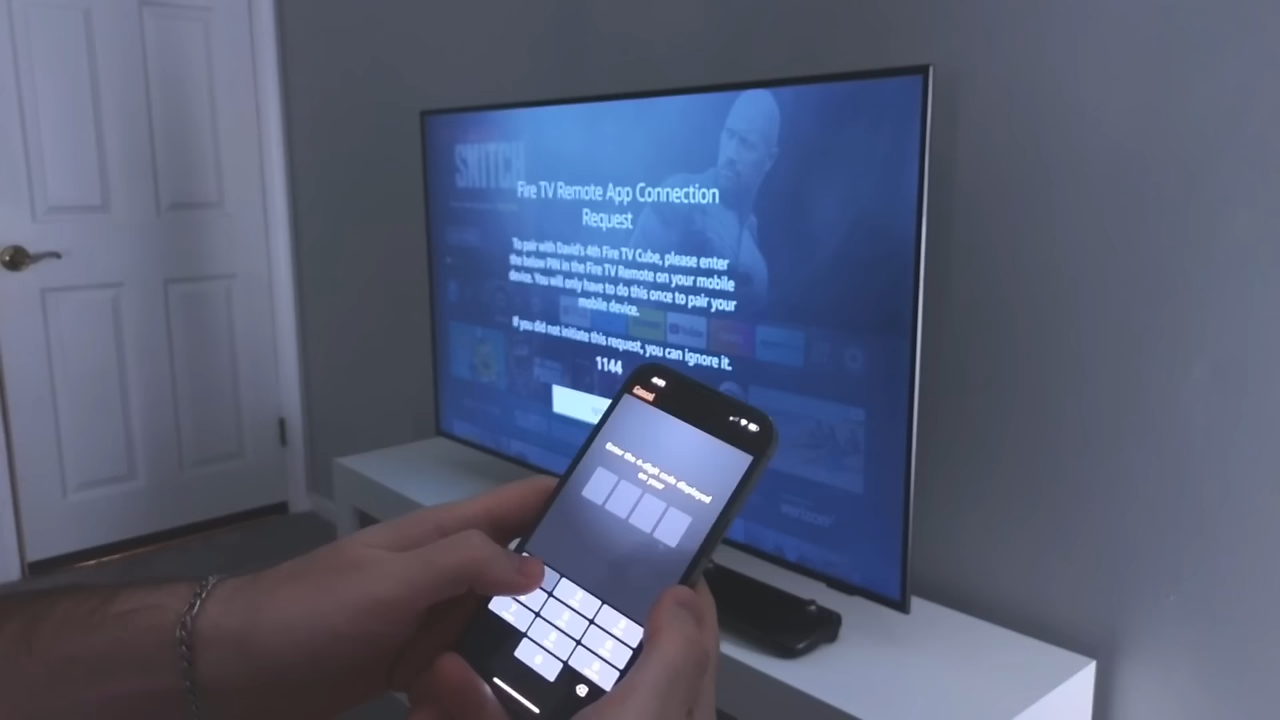 SNITCH
Fire TV Remote App Connection
Request
To pair with David's 4th Fire TV Cube, please enter
the below PIN in the Fire TV Remote on your mobile
device. You will only have to do this once to pair your
mobile device.
If you did not initiate this request, you can ignore it.
1144
YouTube
verizon
Cancel
Enter the 4-digit code displayed
on your